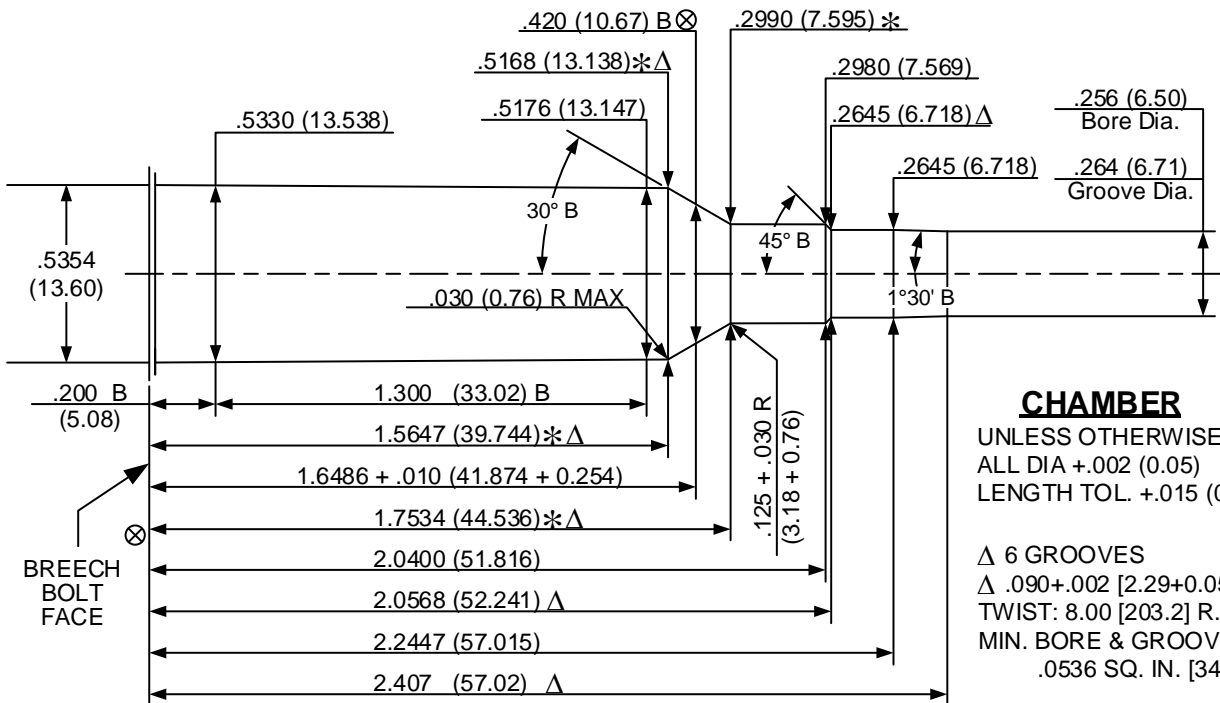 .420 (10.67) B⊗
.2990 (7.595) ✻
.5168 (13.138)✻ Δ
.2980 (7.569)
.5176 (13.147)
.2645 (6.718) Δ
.256 (6.50)
Bore Dia.
.5330 (13.538)
.2645 (6.718)
.264 (6.71)
Groove Dia.
30° B
45° B
.5354
(13.60)
1°30' B
.030 (0.76) R MAX
.200 B
(5.08)
1.300 (33.02) B
1.5647 (39.744)✻ Δ
1.6486 + .010 (41.874 + 0.254)
.125 + .030 R
(3.18 + 0.76)
⊗
1.7534 (44.536)✻ Δ
2.0400 (51.816)
2.0568 (52.241) Δ
2.2447 (57.015)
2.407 (57.02) Δ
BREECH
BOLT
FACE
CHAMBER
UNLESS OTHERWISE
ALL DIA +.002 (0.05)
LENGTH TOL. +.015 (0
Δ 6 GROOVES
Δ .090+.002 [2.29+0.05
TWIST: 8.00 [203.2] R.
MIN. BORE & GROOV
.0536 SQ. IN. [34